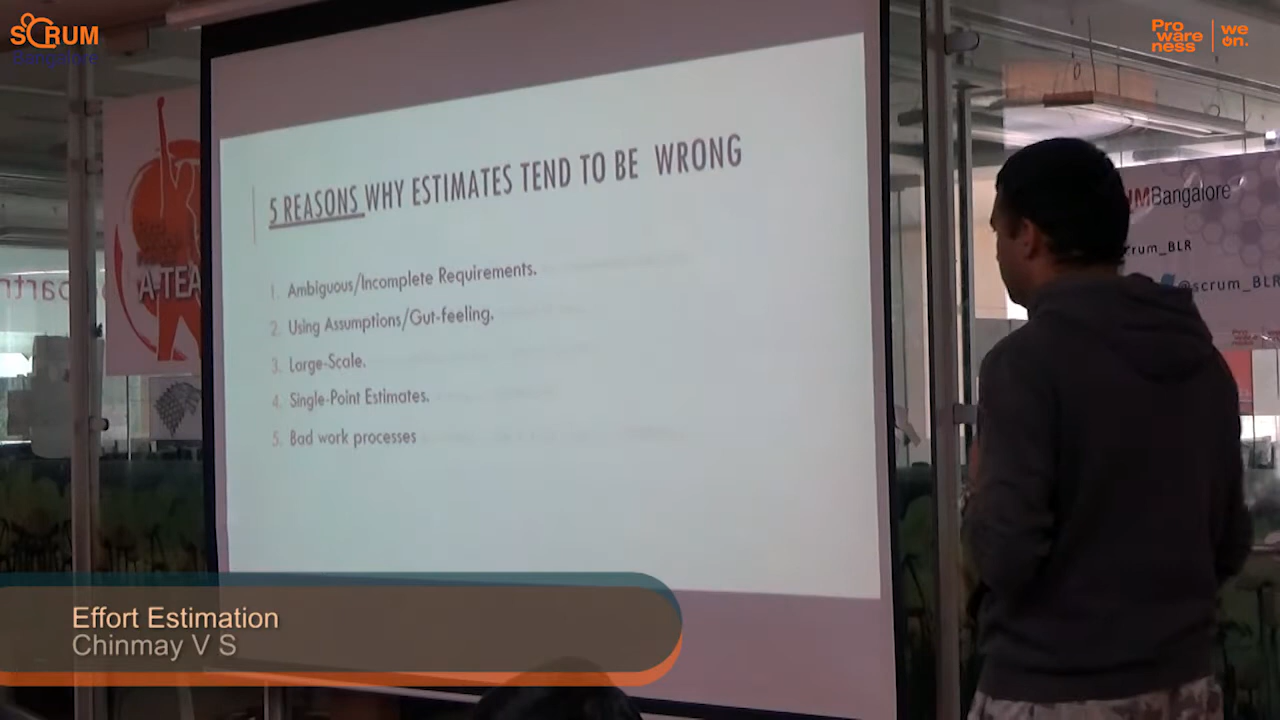 SCRUM
Bangalore
Pro
ware
ness
we
on.
5 REASONS WHY ESTIMATES TEND TO BE WRONG
1. Ambiguous/Incomplete Requirements.
2. Using Assumptions/Gut-feeling.
3. Large-Scale.
4. Single-Point Estimates.
5. Bad work processes
A-TEA
UMBangalore
crum_BLR
@scrum_BLR
Effort Estimation
Chinmay V S